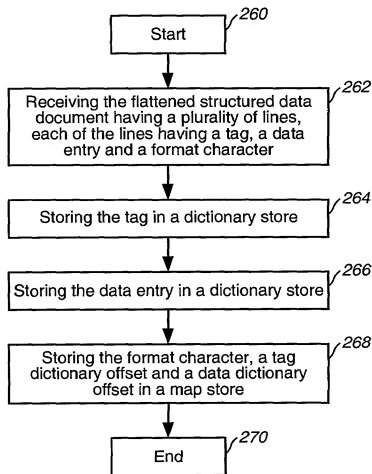 260
Start
262
Receiving the flattened structured data
document having a plurality of lines,
each of the lines having a tag, a data
entry and a format character
264
Storing the tag in a dictionary store
266
Storing the data entry in a dictionary store
268
Storing the format character, a tag
dictionary offset and a data dictionary
offset in a map store
270
End